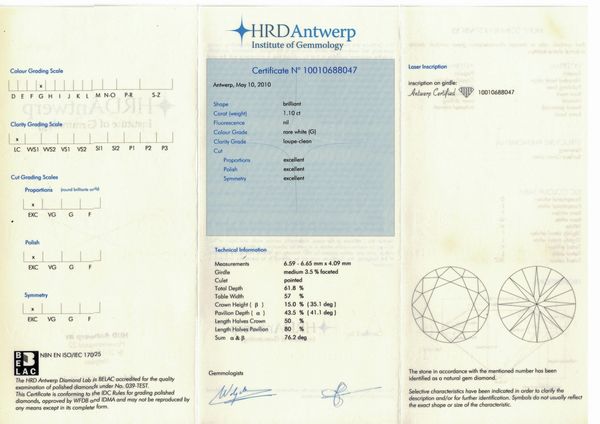 Colour Grading Scale
x
D E F G H I J K L M N-O P-R S-Z
Clarity Grading Scale
x
LC VVS1 VVS2 VS1 VS2 SI1 SI2 P1 P2 P3
Cut Grading Scales
Proportions (round brilliants only)
x
EXC VG G F
Polish
x
EXC VG G F
Symmetry
x
EXC VG G F
BELAC
NBN EN ISO/IEC 17025
The HRD Antwerp Diamond Lab is BELAC accredited for the quality
examination of polished diamonds under No. 039-TEST.
This Certificate is conforming to the IDC Rules for grading polished
diamonds, approved by WFDB and IDMA and may not be reproduced by
any means except in its complete form.
HRDAntwerp
Institute of Gemmology
Certificate N° 10010688047
Antwerp, May 10, 2010
Shape brilliant
Carat (weight) 1.10 ct
Fluorescence nil
Colour Grade rare white (G)
Clarity Grade loupe-clean
Cut
Proportions excellent
Polish excellent
Symmetry excellent
Technical Information
Measurements 6.59 - 6.65 mm x 4.09 mm
Girdle medium 3.5 % faceted
Culet pointed
Total Depth 61.8 %
Table Width 57 %
Crown Height ( β ) 15.0 % (35.1 deg )
Pavilion Depth ( α ) 43.5 % (41.1 deg )
Length Halves Crown 50 %
Length Halves Pavilion 80 %
Sum α & β 76.2 deg
Gemmologists
Laser Inscription
inscription on girdle:
Antwerp Certified 10010688047
The stone in accordance with the mentioned number has been
identified as a natural gem diamond.
Selective characteristics have been indicated in order to clarify the
description and/or for further identification. Symbols do not usually reflect
the exact shape or size of the characteristic.